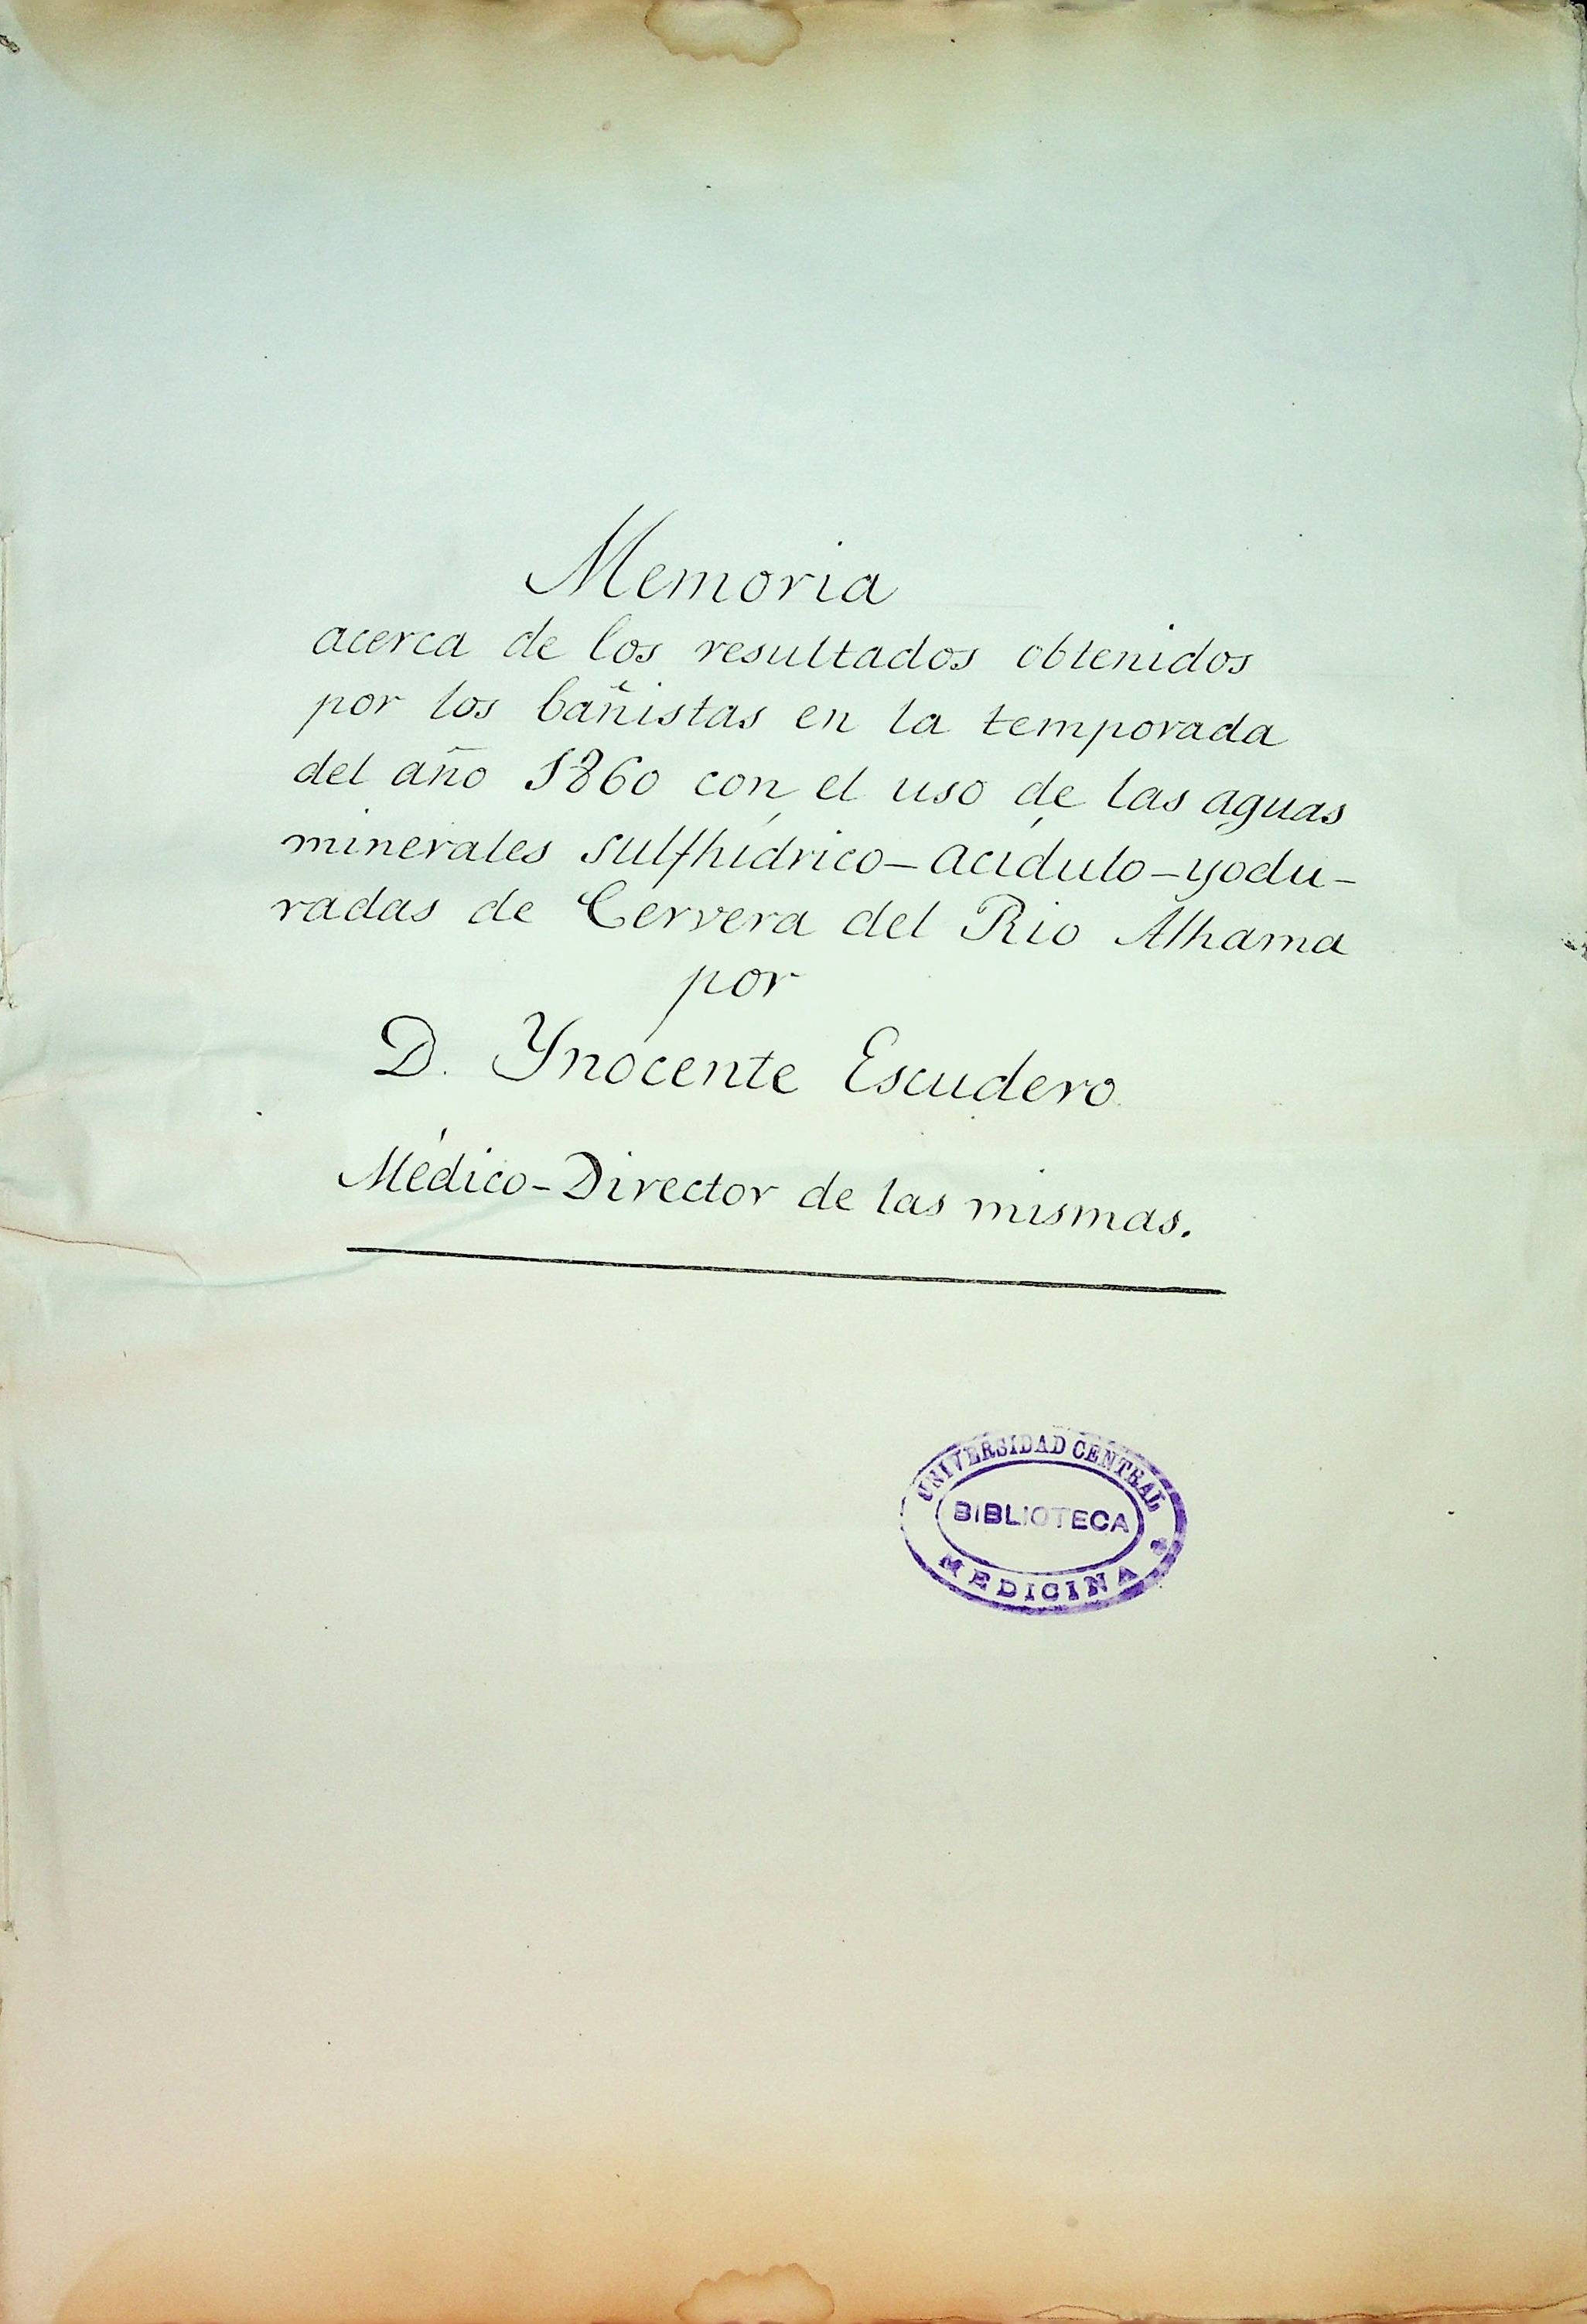 Memoria
acerca de los resultados obtenidos
por los bañistas en la temporada
del año 1860 con el uso de las aguas
minerales sulfhídrico-acídulo-yodu-
radas de Cervera del Rio Alhama
por
D. Ynocente Escudero
Médico-Director de las mismas.
UNIVERSIDAD CENTRAL
BIBLIOTECA
MEDICINA